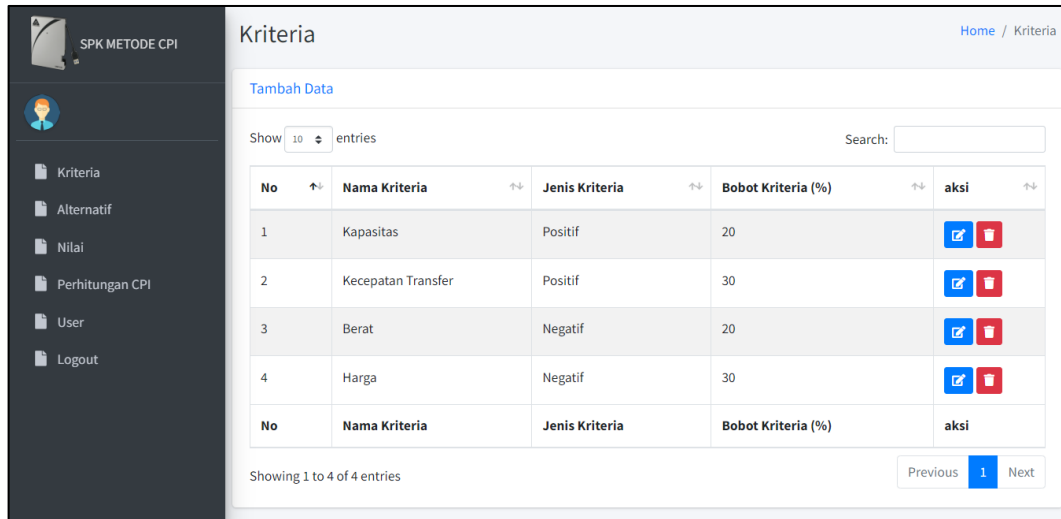 SPK METODE CPI
Kriteria
Alternatif
Nilai
Perhitungan CPI
User
Logout
Kriteria
Home / Kriteria
Tambah Data
Show 10 entries
Search:
No Nama Kriteria Jenis Kriteria Bobot Kriteria (%) aksi
1 Kapasitas Positif 20
2 Kecepatan Transfer Positif 30
3 Berat Negatif 20
4 Harga Negatif 30
No Nama Kriteria Jenis Kriteria Bobot Kriteria (%) aksi
Showing 1 to 4 of 4 entries
Previous 1 Next